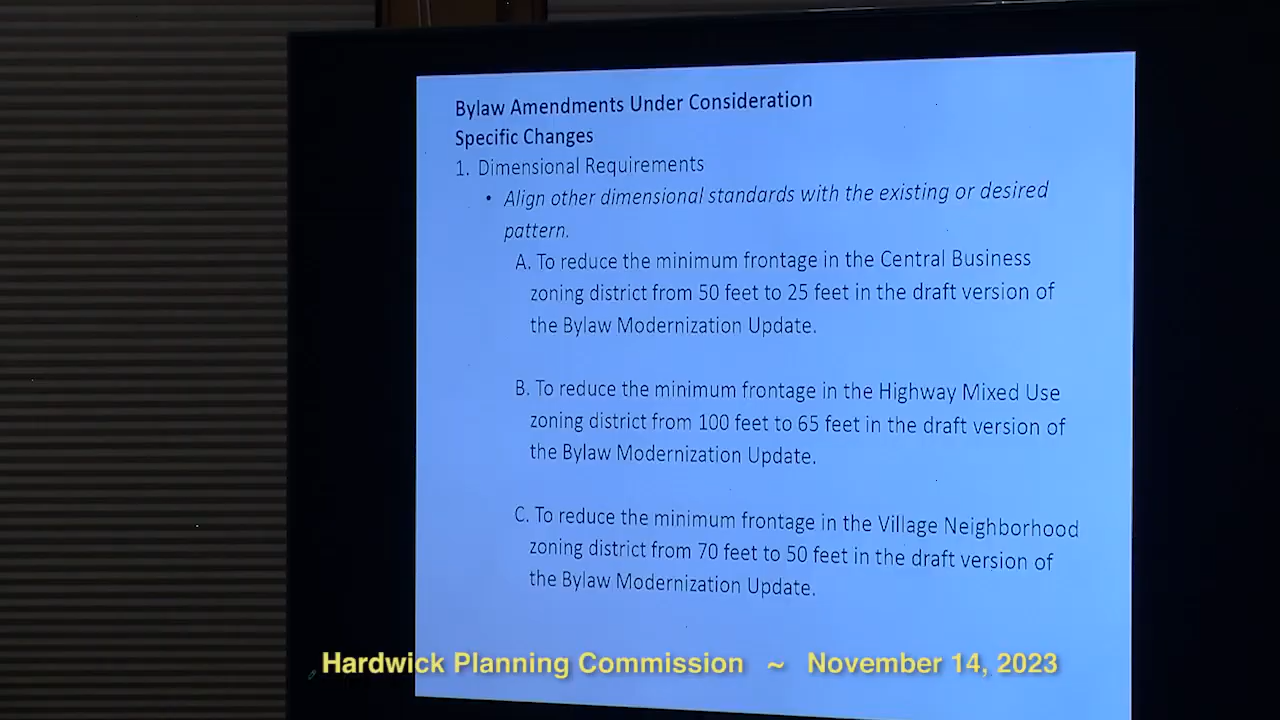 Bylaw Amendments Under Consideration
Specific Changes
1. Dimensional Requirements
• Align other dimensional standards with the existing or desired
pattern.
A. To reduce the minimum frontage in the Central Business
zoning district from 50 feet to 25 feet in the draft version of
the Bylaw Modernization Update.
B. To reduce the minimum frontage in the Highway Mixed Use
zoning district from 100 feet to 65 feet in the draft version of
the Bylaw Modernization Update.
C. To reduce the minimum frontage in the Village Neighborhood
zoning district from 70 feet to 50 feet in the draft version of
the Bylaw Modernization Update.
Hardwick Planning Commission ~ November 14, 2023